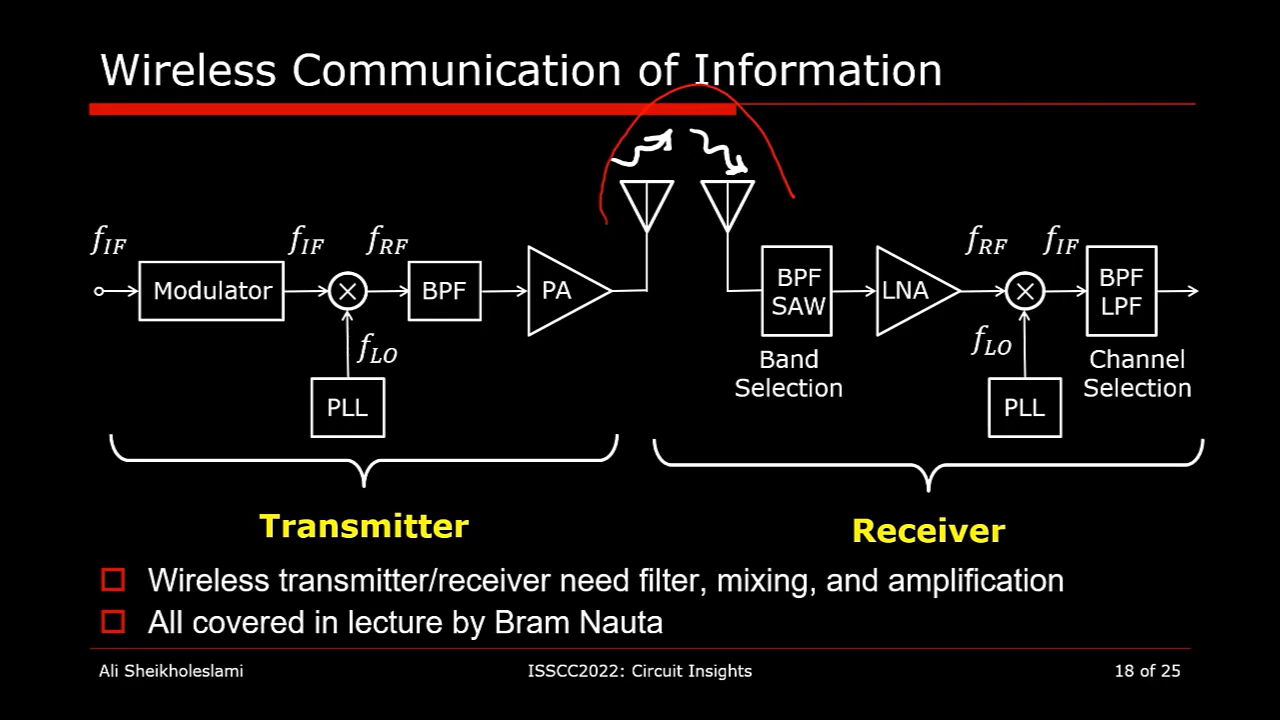 Wireless Communication of Information
f_IF f_IF f_RF f_RF f_IF
Modulator × BPF PA BPF SAW LNA × BPF LPF
f_LO f_LO
Band Selection Channel Selection
PLL PLL
Transmitter Receiver
Wireless transmitter/receiver need filter, mixing, and amplification
All covered in lecture by Bram Nauta
Ali Sheikholeslami ISSCC2022: Circuit Insights 18 of 25